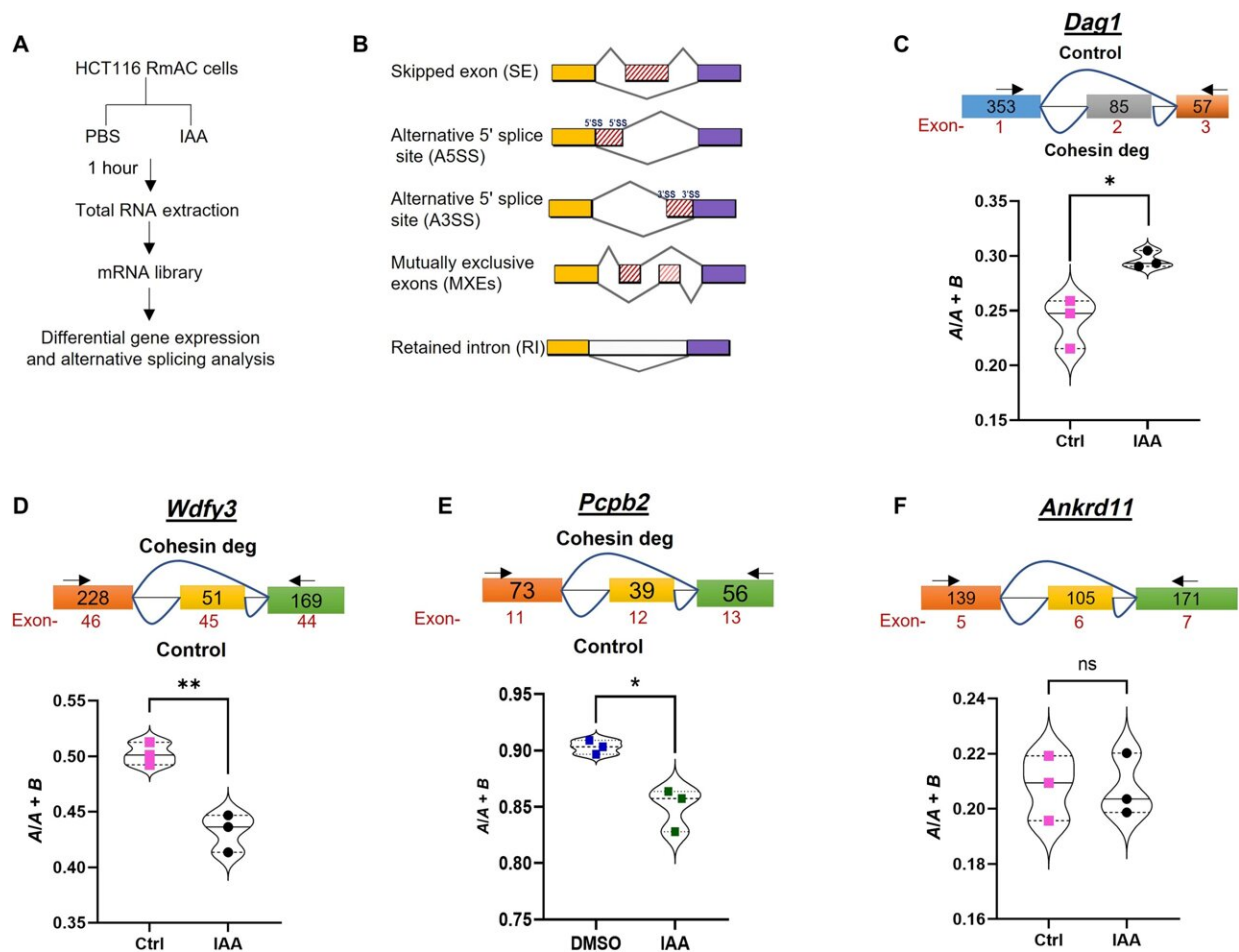 A
HCT116 RmAC cells
PBS
IAA
1 hour
Total RNA extraction
mRNA library
Differential gene expression
and alternative splicing analysis
B
Skipped exon (SE)
5'SS 5'SS
Alternative 5' splice
site (A5SS)
3'SS 3'SS
Alternative 5' splice
site (A3SS)
Mutually exclusive
exons (MXEs)
Retained intron (RI)
C
Dag1
Control
353 85 57
Exon- 1 2 3
Cohesin deg
*
0.35
0.30
0.25
0.20
0.15
A/A + B
Ctrl IAA
D
Wdfy3
Cohesin deg
228 51 169
Exon- 46 45 44
Control
**
0.55
0.50
0.45
0.40
0.35
A/A + B
Ctrl IAA
E
Pcpb2
Cohesin deg
73 39 56
Exon- 11 12 13
Control
*
0.95
0.90
0.85
0.80
0.75
A/A + B
DMSO IAA
F
Ankrd11
139 105 171
Exon- 5 6 7
ns
0.24
0.22
0.20
0.18
0.16
A/A + B
Ctrl IAA